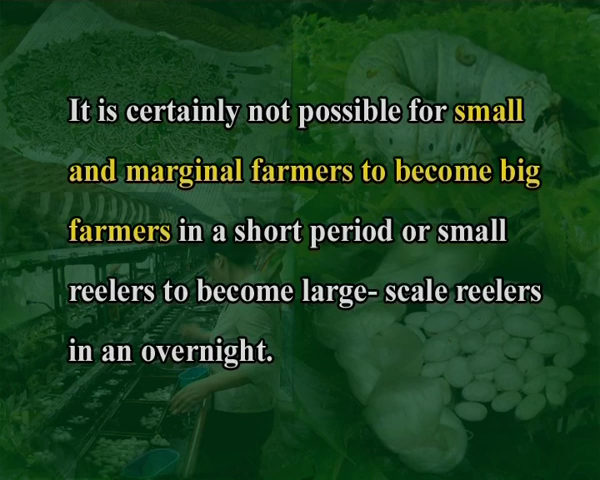 It is certainly not possible for small
and marginal farmers to become big
farmers in a short period or small
reelers to become large- scale reelers
in an overnight.